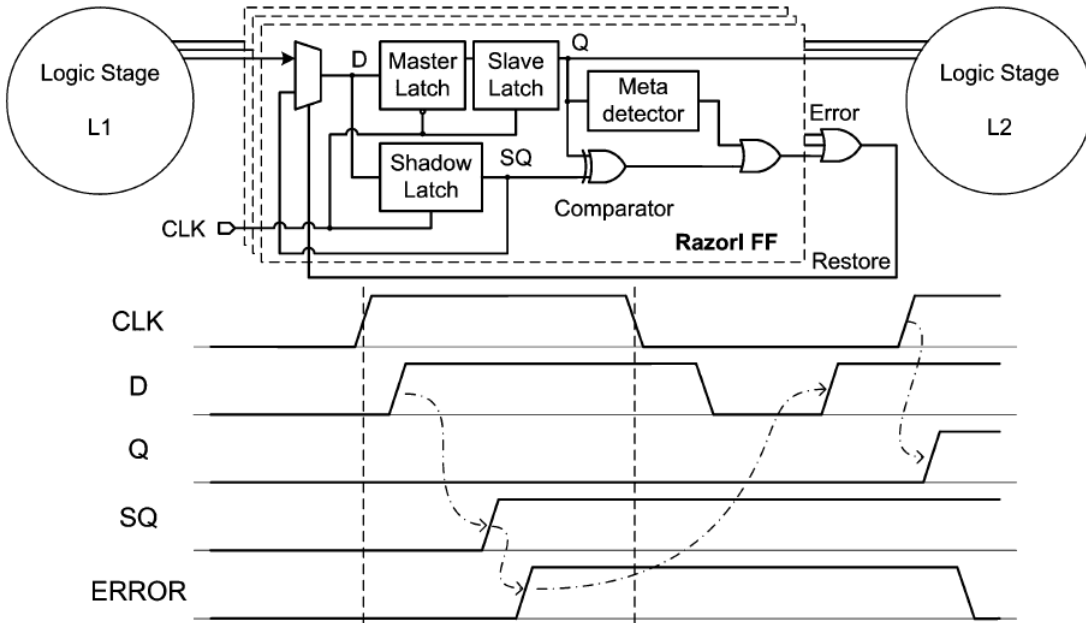 Logic Stage
L1
D
Master
Latch
Slave
Latch
Q
Meta
detector
Error
Logic Stage
L2
Shadow
Latch
SQ
Comparator
CLK
RazorI FF
Restore
CLK
D
Q
SQ
ERROR